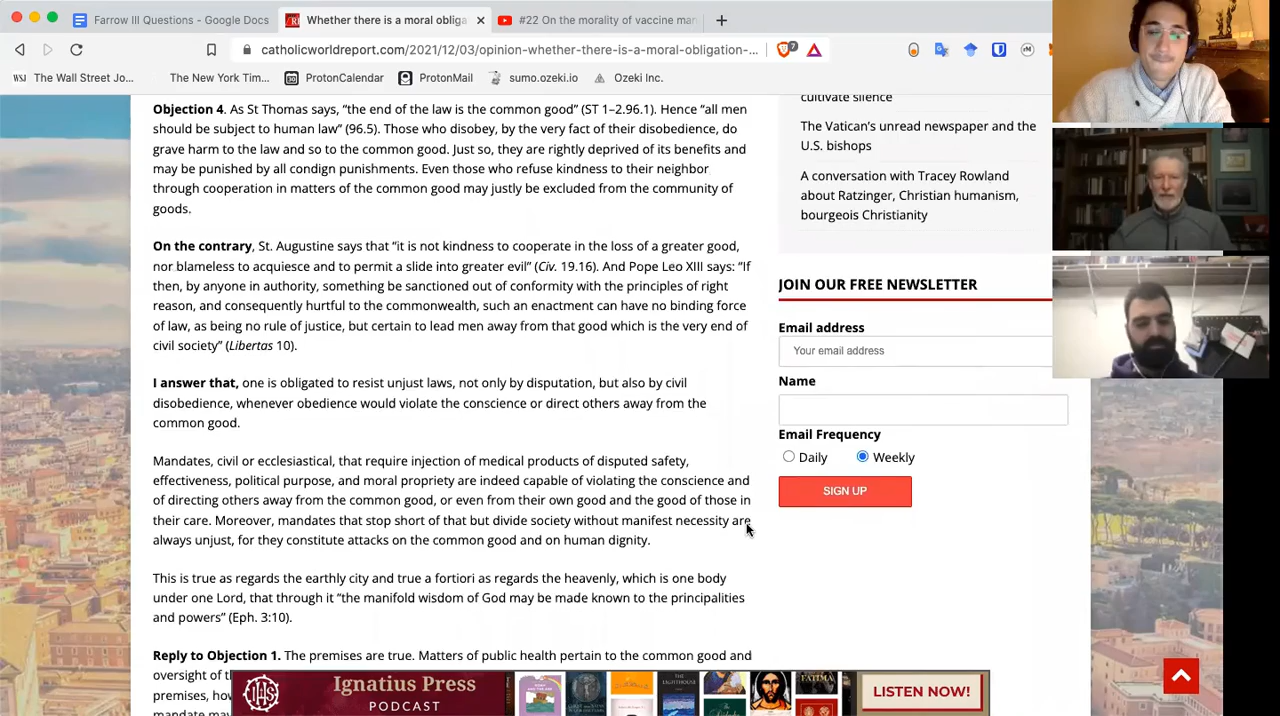 Farrow III Questions - Google Docs
Whether there is a moral obliga
#22 On the morality of vaccine man
catholicworldreport.com/2021/12/03/opinion-whether-there-is-a-moral-obligation-...
7
WSJ The Wall Street Jo...
The New York Tim...
ProtonCalendar
ProtonMail
sumo.ozeki.io
Ozeki Inc.
Objection 4. As St Thomas says, “the end of the law is the common good” (ST 1–2.96.1). Hence “all men
should be subject to human law” (96.5). Those who disobey, by the very fact of their disobedience, do
grave harm to the law and so to the common good. Just so, they are rightly deprived of its benefits and
may be punished by all condign punishments. Even those who refuse kindness to their neighbor
through cooperation in matters of the common good may justly be excluded from the community of
goods.
On the contrary, St. Augustine says that “it is not kindness to cooperate in the loss of a greater good,
nor blameless to acquiesce and to permit a slide into greater evil” (Civ. 19.16). And Pope Leo XIII says: “If
then, by anyone in authority, something be sanctioned out of conformity with the principles of right
reason, and consequently hurtful to the commonwealth, such an enactment can have no binding force
of law, as being no rule of justice, but certain to lead men away from that good which is the very end of
civil society” (Libertas 10).
I answer that, one is obligated to resist unjust laws, not only by disputation, but also by civil
disobedience, whenever obedience would violate the conscience or direct others away from the
common good.
Mandates, civil or ecclesiastical, that require injection of medical products of disputed safety,
effectiveness, political purpose, and moral propriety are indeed capable of violating the conscience and
of directing others away from the common good, or even from their own good and the good of those in
their care. Moreover, mandates that stop short of that but divide society without manifest necessity are
always unjust, for they constitute attacks on the common good and on human dignity.
This is true as regards the earthly city and true a fortiori as regards the heavenly, which is one body
under one Lord, that through it “the manifold wisdom of God may be made known to the principalities
and powers” (Eph. 3:10).
Reply to Objection 1. The premises are true. Matters of public health pertain to the common good and
oversight of
premises,
mandate
cultivate silence
The Vatican’s unread newspaper and the
U.S. bishops
A conversation with Tracey Rowland
about Ratzinger, Christian humanism,
bourgeois Christianity
JOIN OUR FREE NEWSLETTER
Email address
Your email address
Name
Email Frequency
Daily
Weekly
SIGN UP
IHS
Ignatius Press
PODCAST
FATIMA
LISTEN NOW!